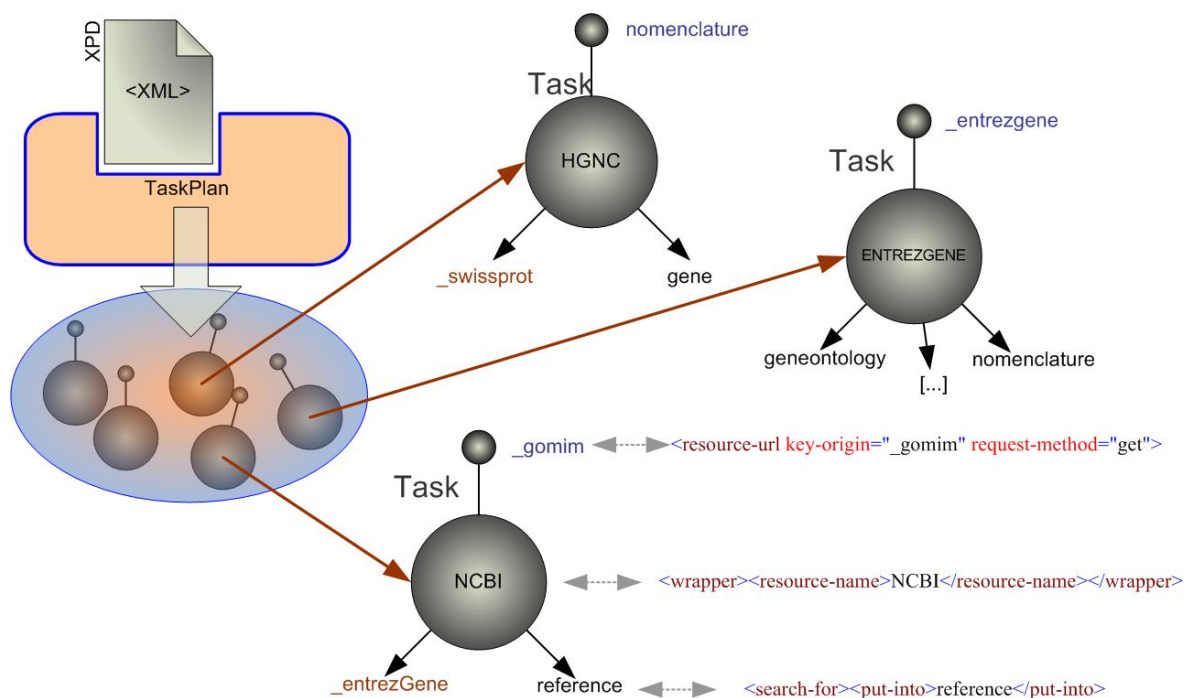 XPD
<XML>
TaskPlan
nomenclature
Task
HGNC
_swissprot
gene
_entrezgene
Task
ENTREZGENE
geneontology
[...]
nomenclature
_gomim
<resource-url key-origin="_gomim" request-method="get">
Task
NCBI
<wrapper><resource-name>NCBI</resource-name></wrapper>
_entrezGene
reference
<search-for><put-into>reference</put-into>